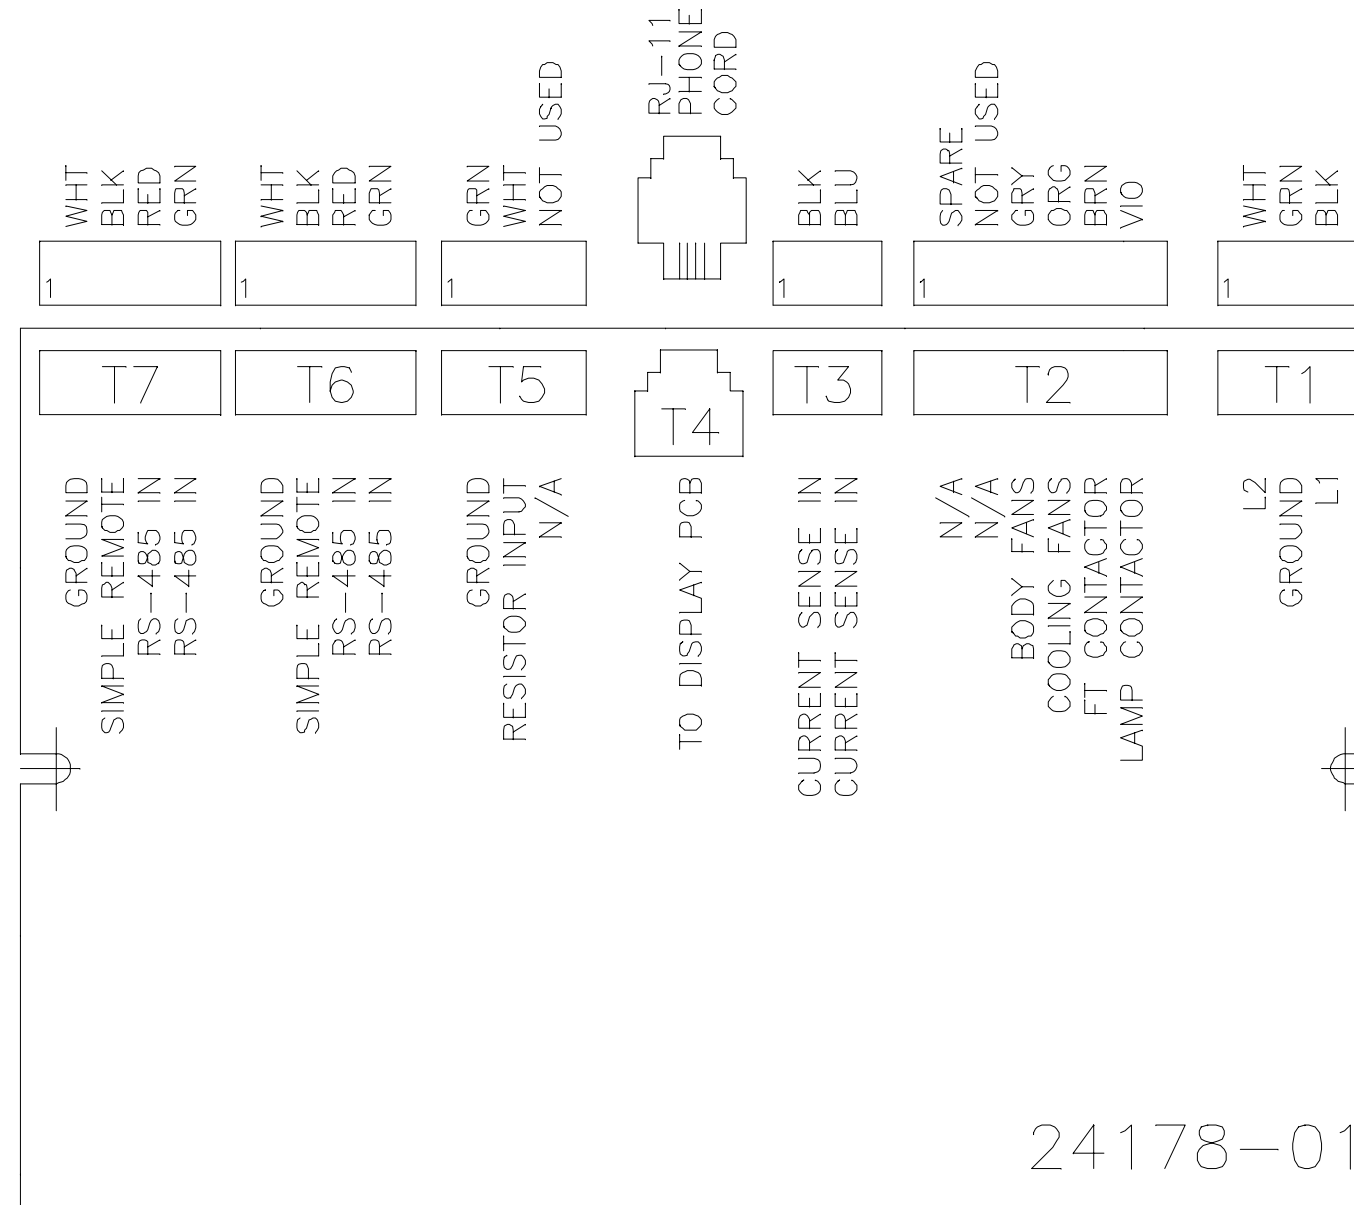 WHT
BLK
RED
GRN
WHT
BLK
RED
GRN
GRN
WHT
NOT USED
RJ-11
PHONE
CORD
BLK
BLU
SPARE
NOT USED
GRY
ORG
BRN
VIO
WHT
GRN
BLK
1
1
1
1
1
1
T7
T6
T5
T4
T3
T2
T1
GROUND
SIMPLE REMOTE
RS-485 IN
RS-485 IN
GROUND
SIMPLE REMOTE
RS-485 IN
RS-485 IN
GROUND
RESISTOR INPUT
N/A
TO DISPLAY PCB
CURRENT SENSE IN
CURRENT SENSE IN
N/A
N/A
BODY FANS
COOLING FANS
FT CONTACTOR
LAMP CONTACTOR
L2
GROUND
L1
24178-01